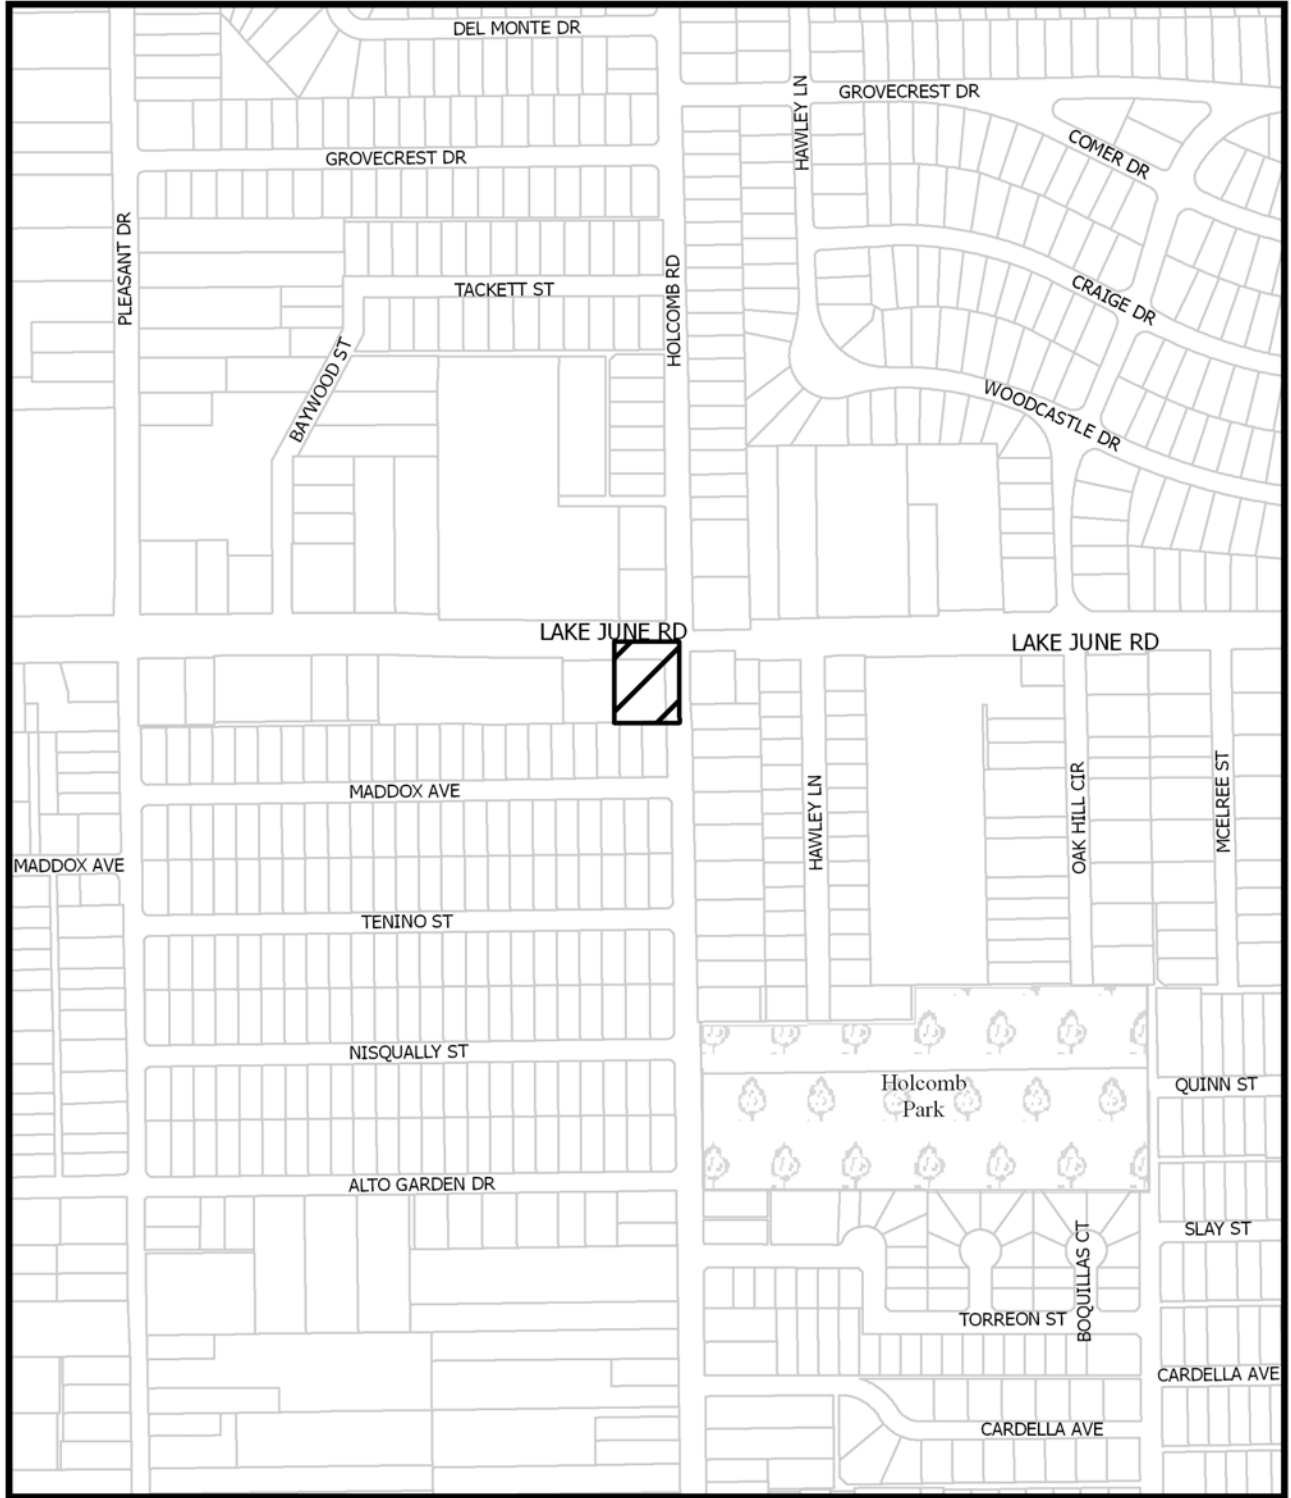 DEL MONTE DR
HAWLEY LN
GROVECREST DR
COMER DR
GROVECREST DR
PLEASANT DR
HOLCOMB RD
TACKETT ST
CRAIGE DR
BAYWOOD ST
WOODCASTLE DR
LAKE JUNE RD
LAKE JUNE RD
MADDOX AVE
HAWLEY LN
OAK HILL CIR
MCELREE ST
MADDOX AVE
TENINO ST
NISQUALLY ST
Holcomb
Park
QUINN ST
ALTO GARDEN DR
SLAY ST
BOQUILLAS CT
TORREON ST
CARDELLA AVE
CARDELLA AVE